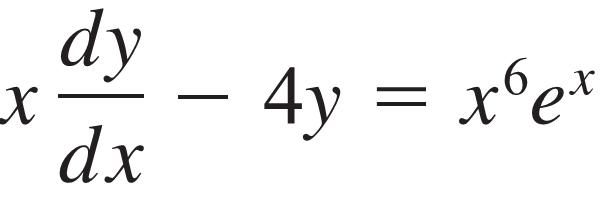 x dy/dx − 4y = x⁶eˣ